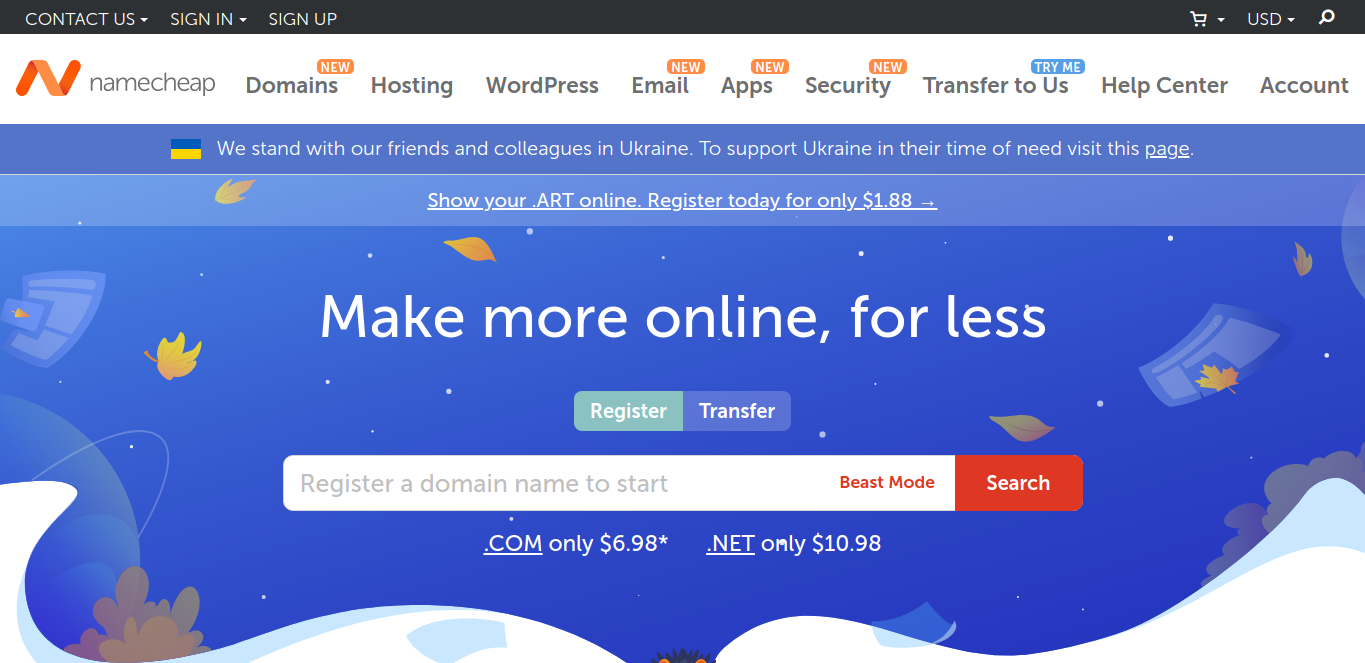 CONTACT US SIGN IN SIGN UP USD
NEW NEW NEW NEW TRY ME
namecheap Domains Hosting WordPress Email Apps Security Transfer to Us Help Center Account
We stand with our friends and colleagues in Ukraine. To support Ukraine in their time of need visit this page.
Show your .ART online. Register today for only $1.88 →
Make more online, for less
Register Transfer
Register a domain name to start Beast Mode Search
.COM only $6.98* .NET only $10.98